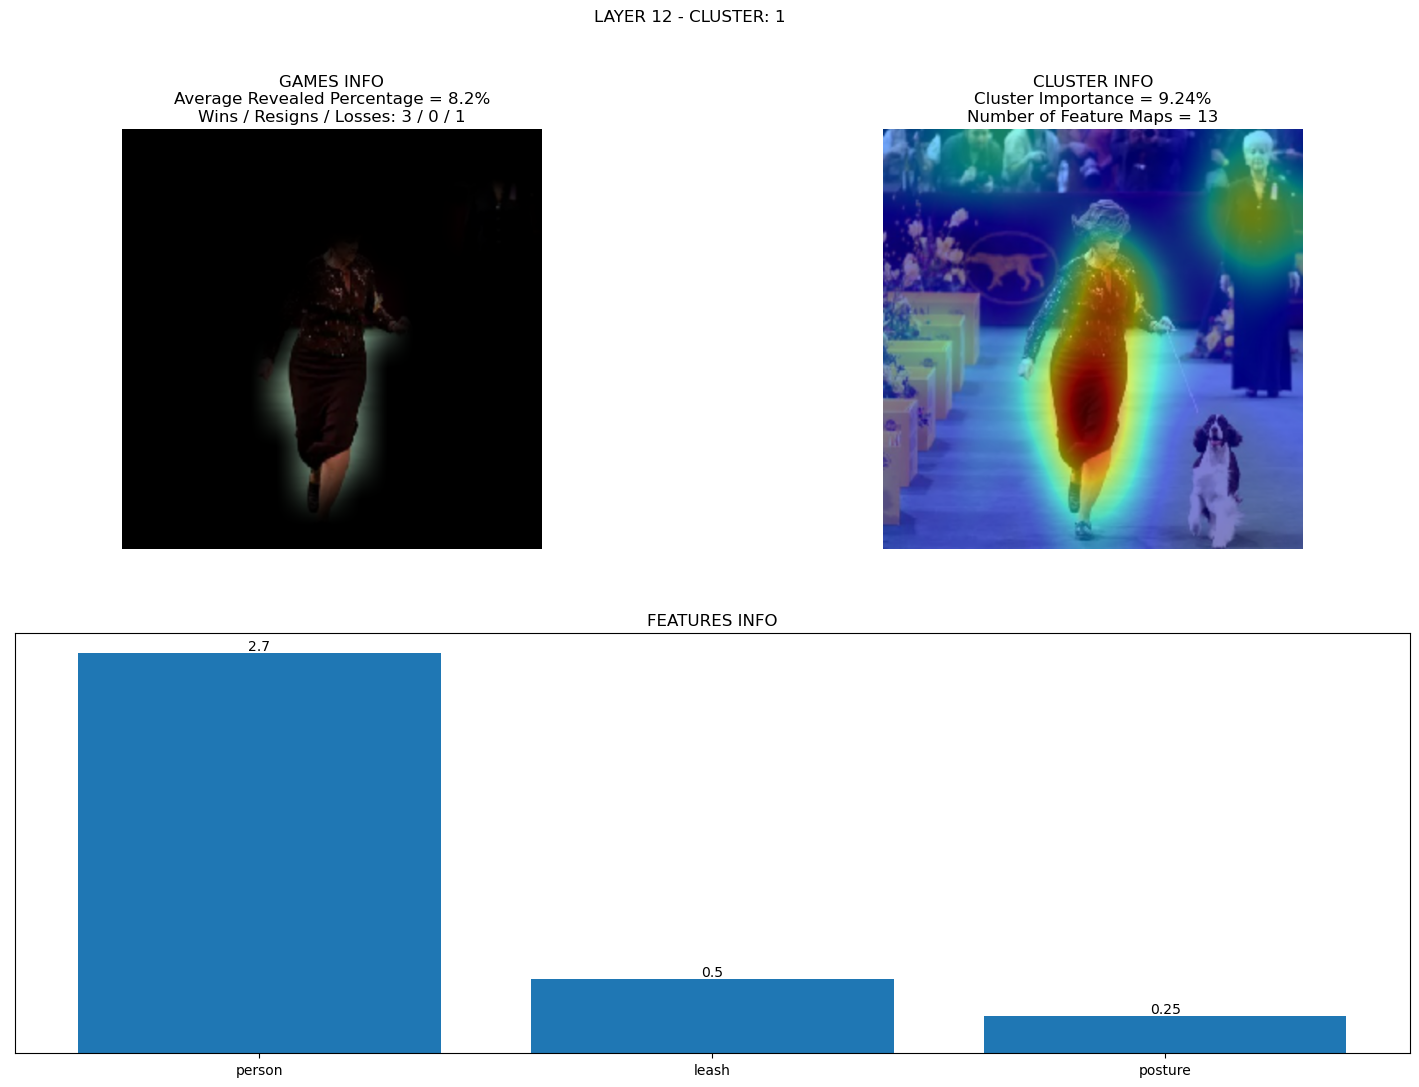 LAYER 12 - CLUSTER: 1
GAMES INFO
Average Revealed Percentage = 8.2%
Wins / Resigns / Losses: 3 / 0 / 1
CLUSTER INFO
Cluster Importance = 9.24%
Number of Feature Maps = 13
FEATURES INFO
2.7
0.5
0.25
person
leash
posture